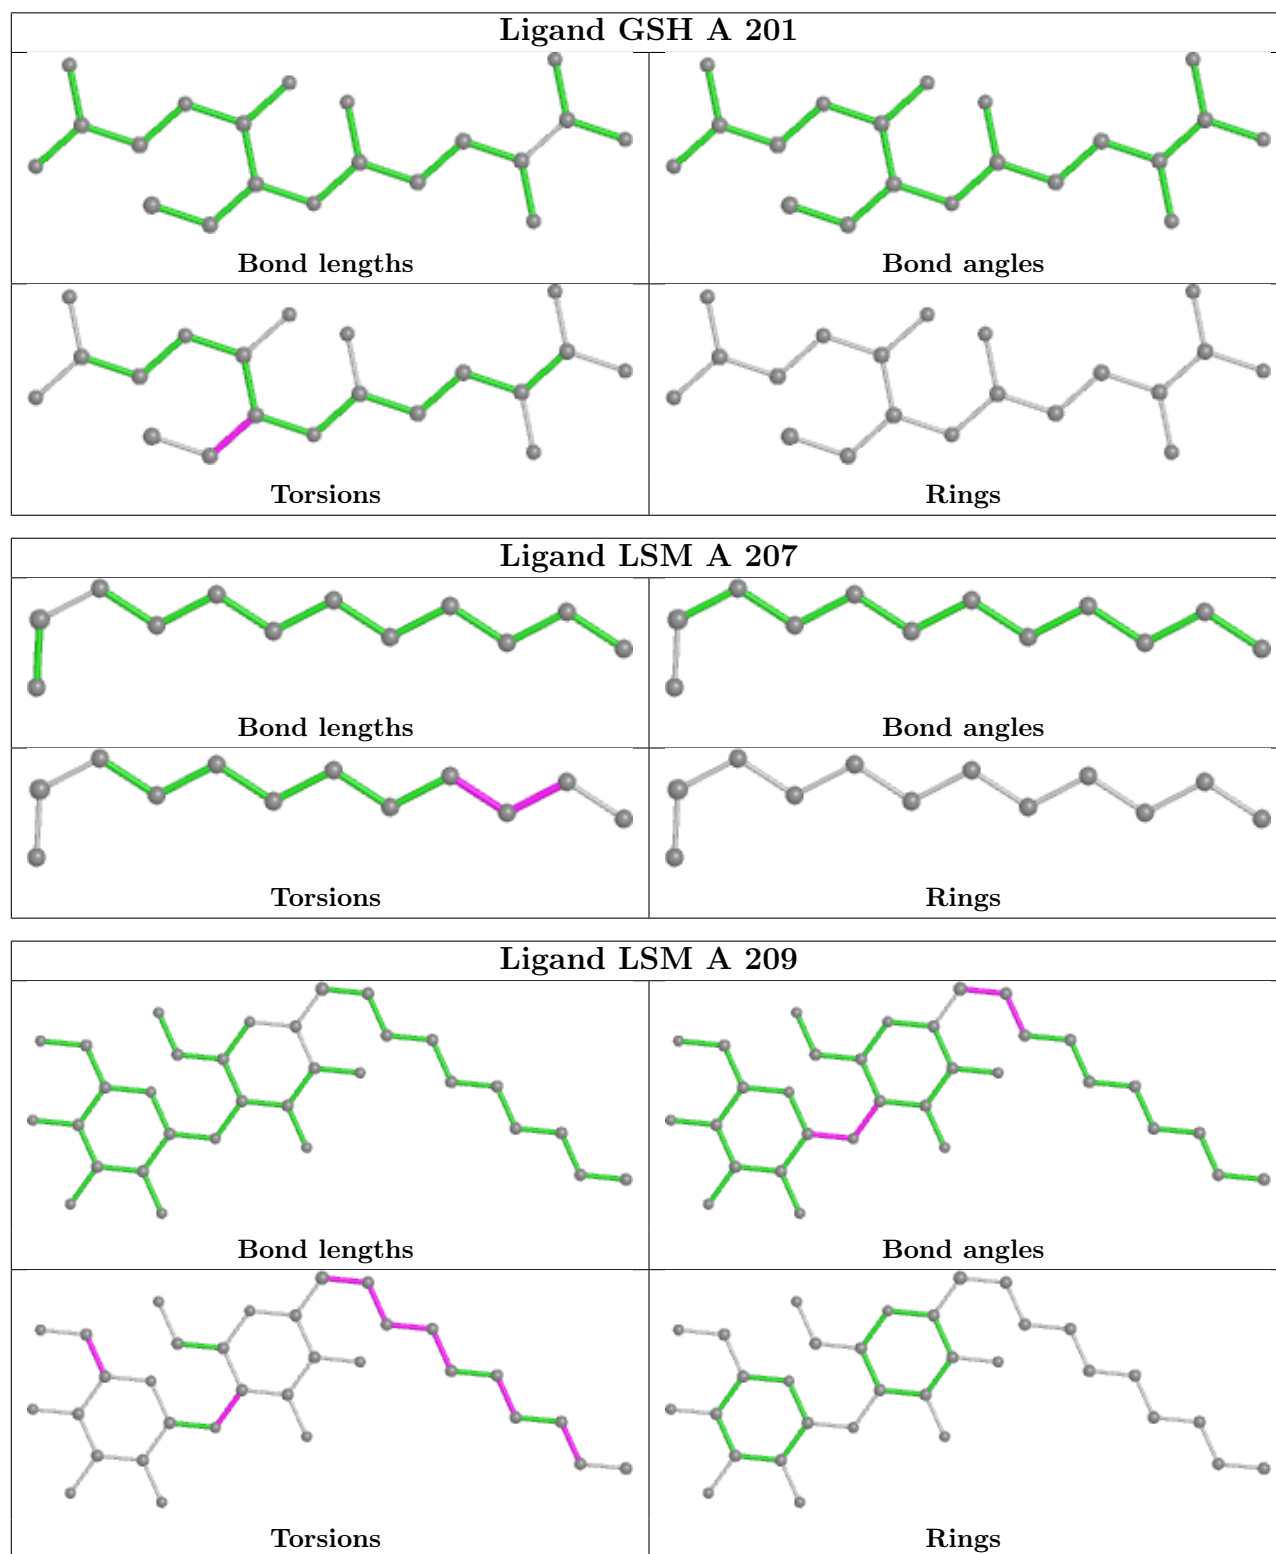 Ligand GSH A 201
Bond lengths
Bond angles
Torsions
Rings
Ligand LSM A 207
Bond lengths
Bond angles
Torsions
Rings
Ligand LSM A 209
Bond lengths
Bond angles
Torsions
Rings